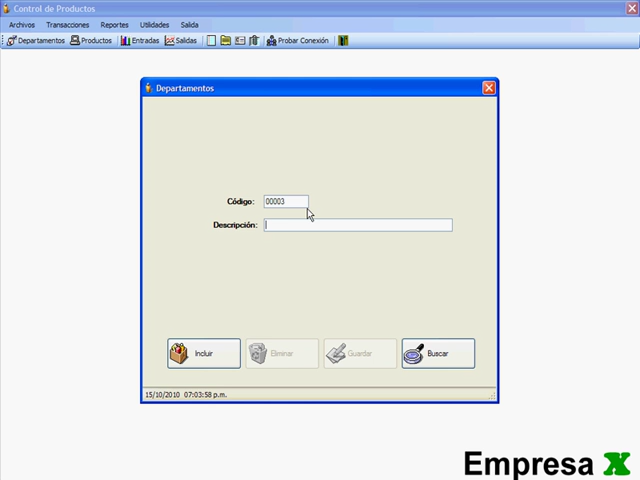 Control de Productos
Archivos Transacciones Reportes Utilidades Salida
Departamentos Productos Entradas Salidas Probar Conexión
Departamentos
Código: 00003
Descripción:
Incluir Eliminar Guardar Buscar
15/10/2010 07:03:58 p.m.
Empresa X